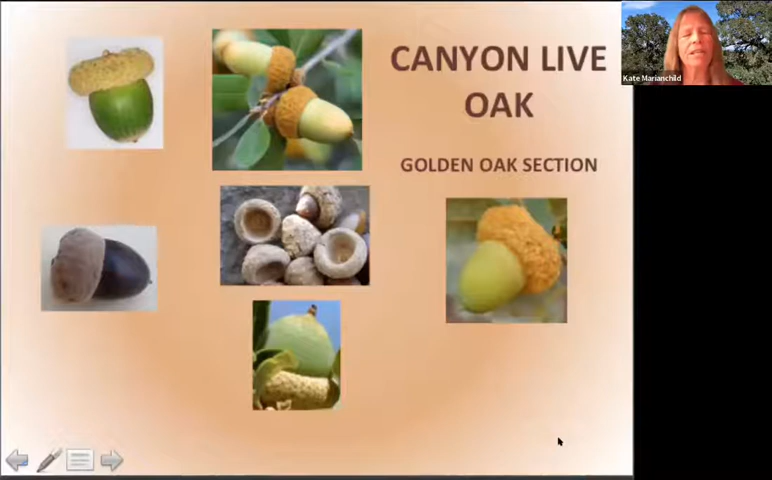 CANYON LIVE
OAK
GOLDEN OAK SECTION
Kate Marianchild